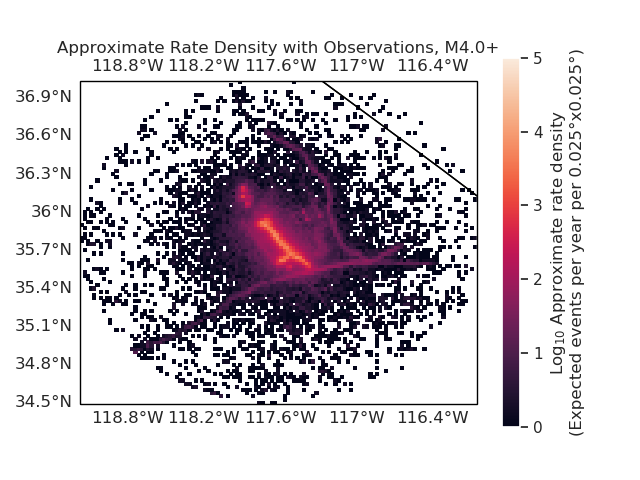 Approximate Rate Density with Observations, M4.0+
118.8°W 118.2°W 117.6°W 117°W 116.4°W
36.9°N
36.6°N
36.3°N
36°N
35.7°N
35.4°N
35.1°N
34.8°N
34.5°N
118.8°W 118.2°W 117.6°W 117°W 116.4°W
5
4
3
2
1
0
Log₁₀ Approximate rate density
(Expected events per year per 0.025°x0.025°)